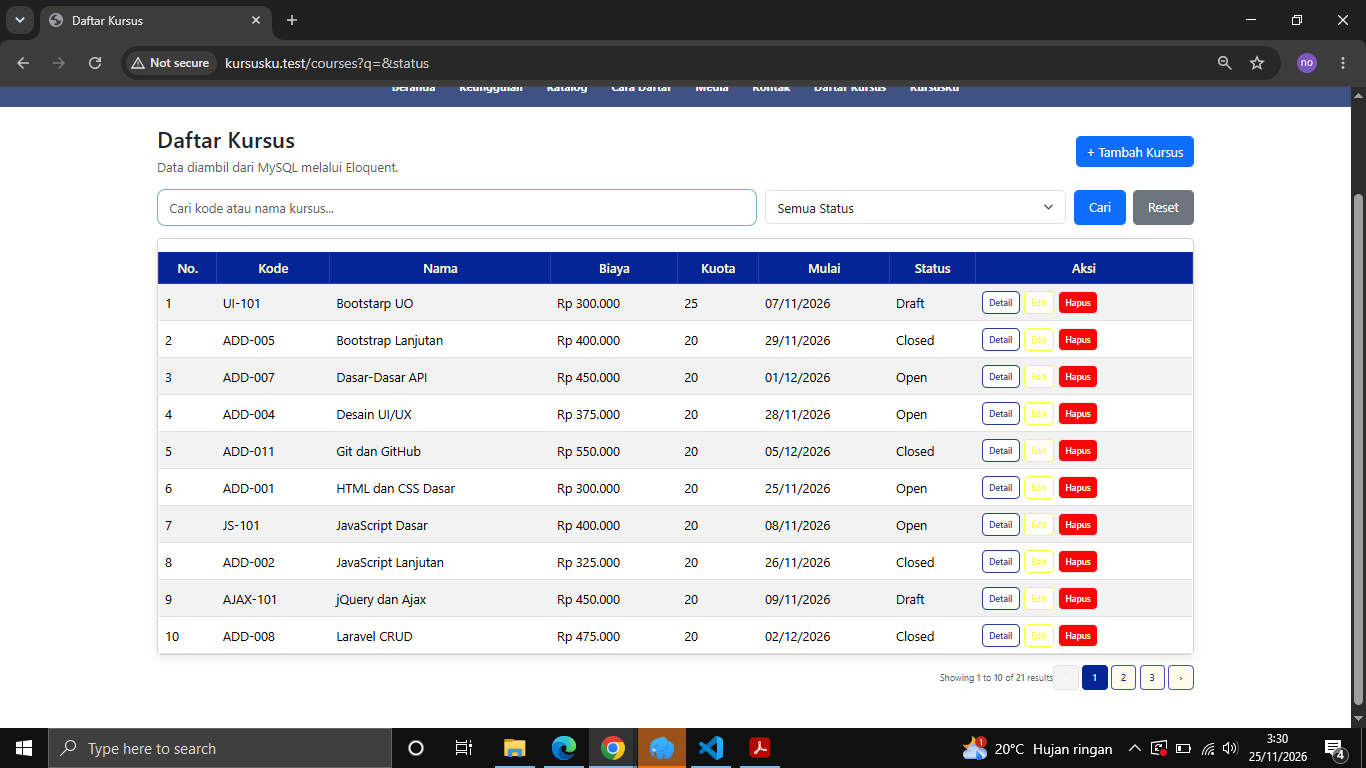 Daftar Kursus
Not secure kursusku.test/courses?q=&status no
Beranda Keunggulan Katalog Cara Daftar Media Kontak Daftar Kursus Kursusku
Daftar Kursus
+ Tambah Kursus
Data diambil dari MySQL melalui Eloquent.
Cari kode atau nama kursus... Semua Status Cari Reset
No. Kode Nama Biaya Kuota Mulai Status Aksi
1 UI-101 Bootstarp UO Rp 300.000 25 07/11/2026 Draft Detail Edit Hapus
2 ADD-005 Bootstrap Lanjutan Rp 400.000 20 29/11/2026 Closed Detail Edit Hapus
3 ADD-007 Dasar-Dasar API Rp 450.000 20 01/12/2026 Open Detail Edit Hapus
4 ADD-004 Desain UI/UX Rp 375.000 20 28/11/2026 Open Detail Edit Hapus
5 ADD-011 Git dan GitHub Rp 550.000 20 05/12/2026 Closed Detail Edit Hapus
6 ADD-001 HTML dan CSS Dasar Rp 300.000 20 25/11/2026 Open Detail Edit Hapus
7 JS-101 JavaScript Dasar Rp 400.000 20 08/11/2026 Open Detail Edit Hapus
8 ADD-002 JavaScript Lanjutan Rp 325.000 20 26/11/2026 Closed Detail Edit Hapus
9 AJAX-101 jQuery dan Ajax Rp 450.000 20 09/11/2026 Draft Detail Edit Hapus
10 ADD-008 Laravel CRUD Rp 475.000 20 02/12/2026 Closed Detail Edit Hapus
Showing 1 to 10 of 21 results 1 2 3 ›
Type here to search 1 20°C Hujan ringan 3:30
25/11/2026 4